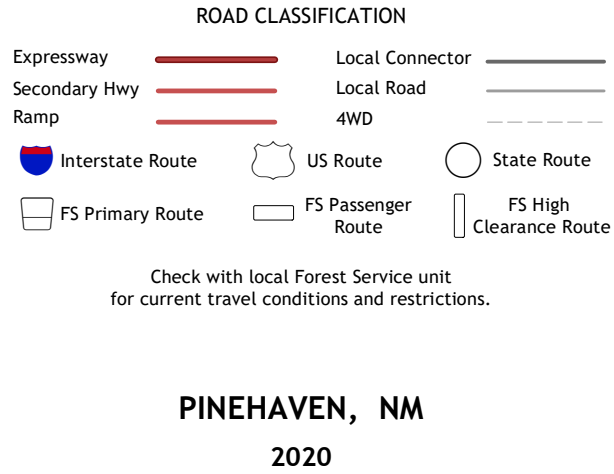 ROAD CLASSIFICATION
Expressway
Local Connector
Secondary Hwy
Local Road
Ramp
4WD
Interstate Route
US Route
State Route
FS Primary Route
FS Passenger
Route
FS High
Clearance Route
Check with local Forest Service unit
for current travel conditions and restrictions.
PINEHAVEN, NM
2020